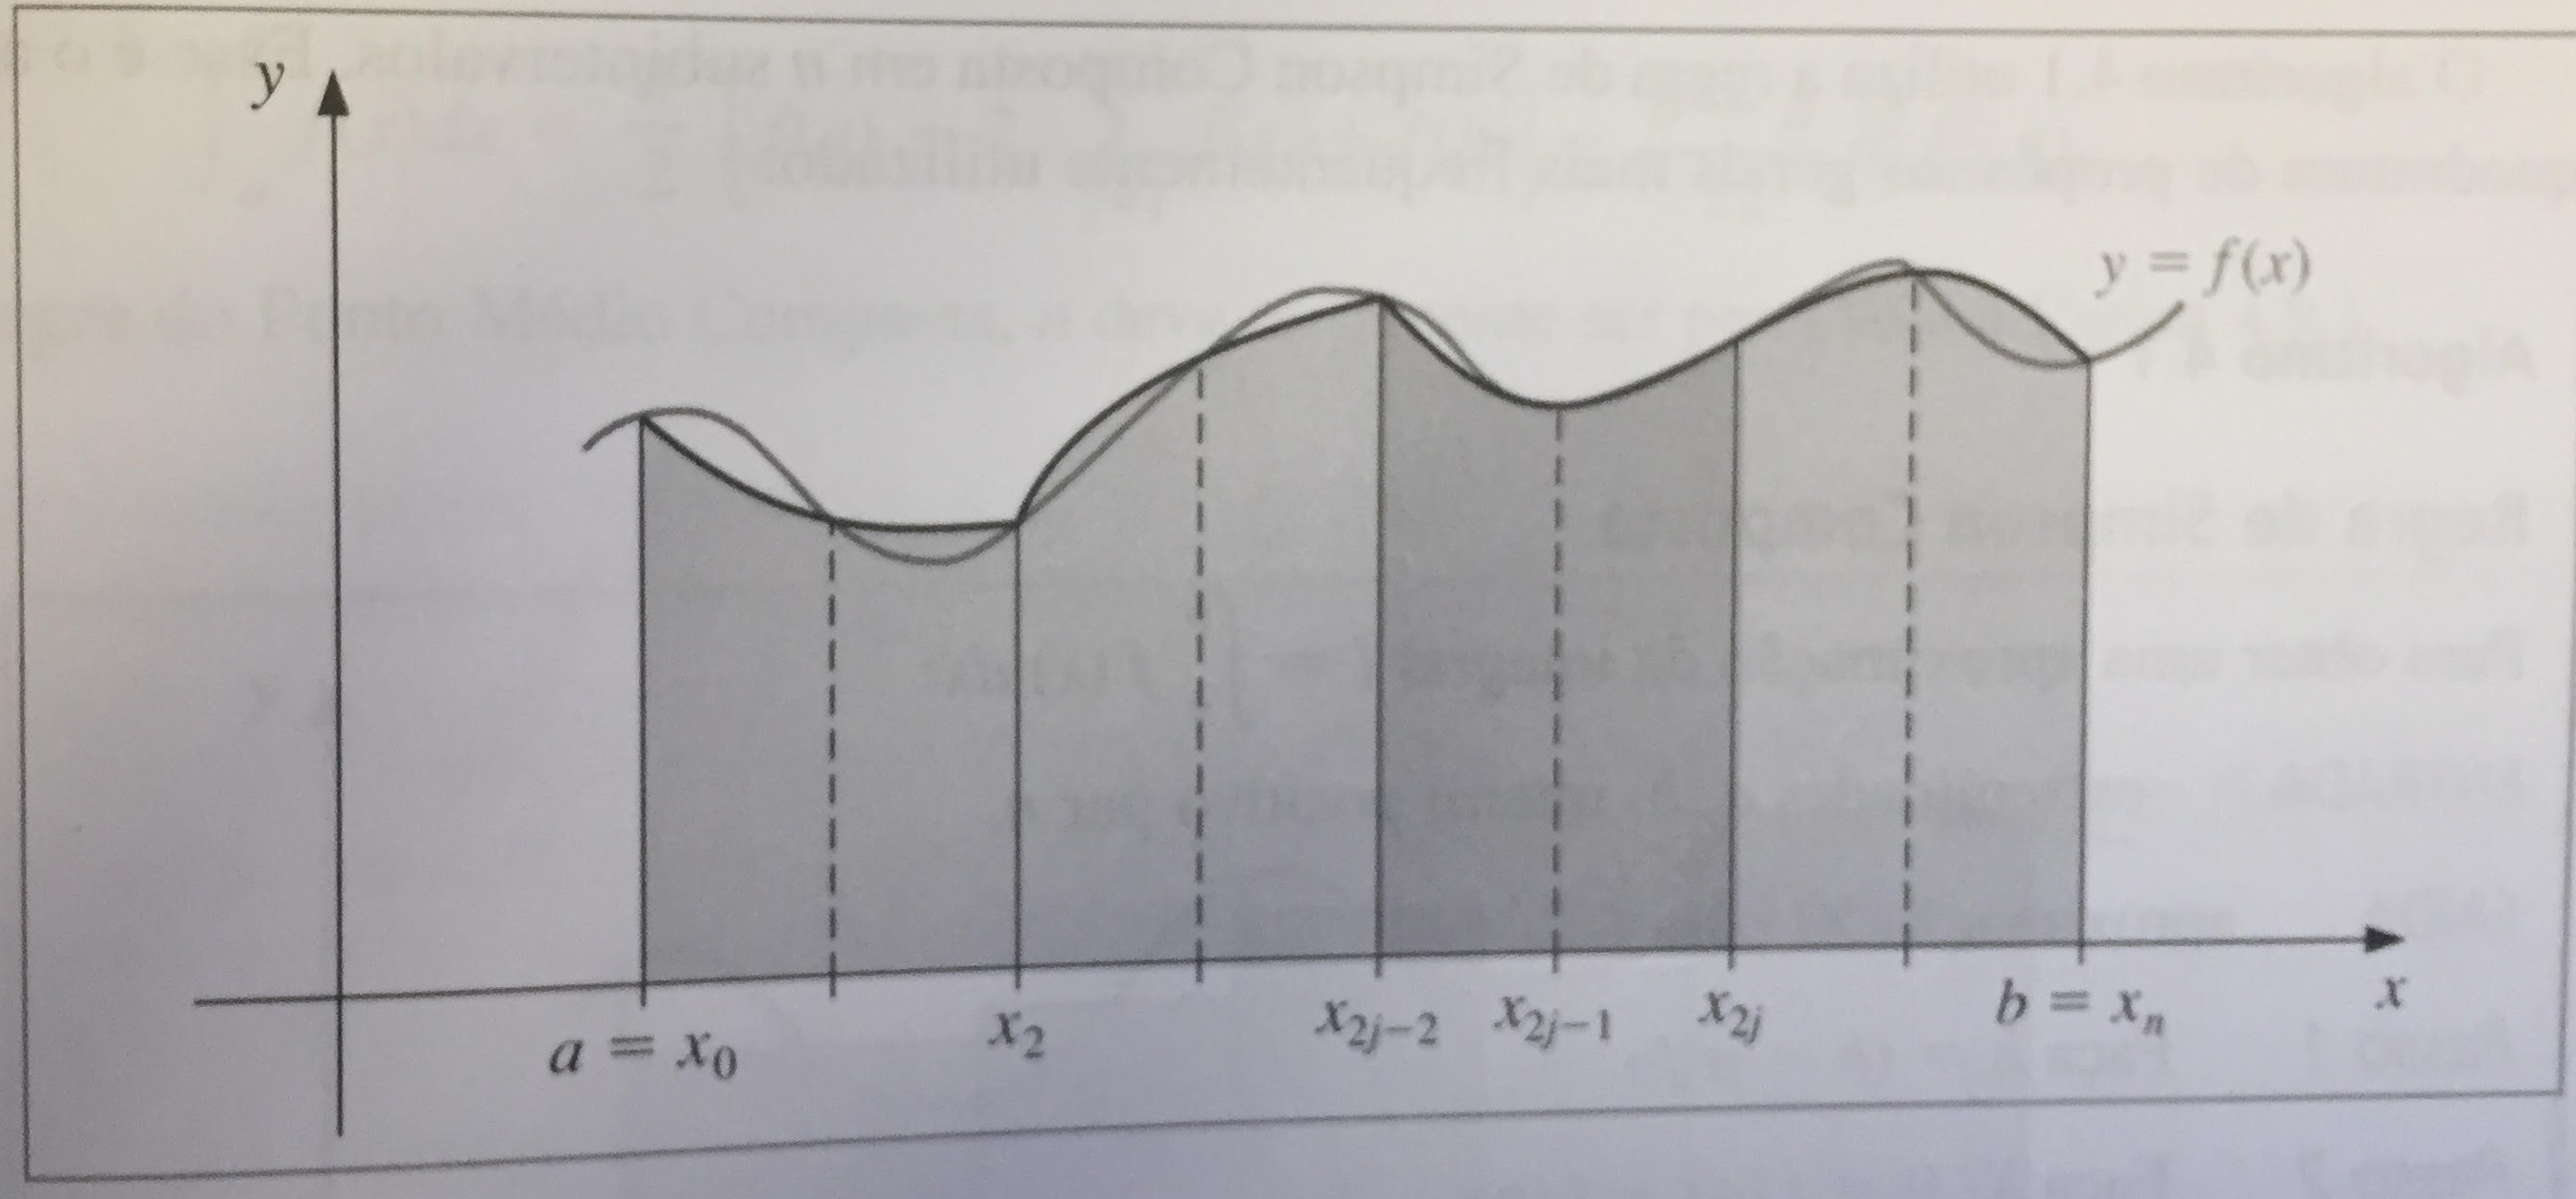 y
y = f(x)
a = x₀
x₂
x₂ⱼ₋₂
x₂ⱼ₋₁
x₂ⱼ
b = xₙ
x